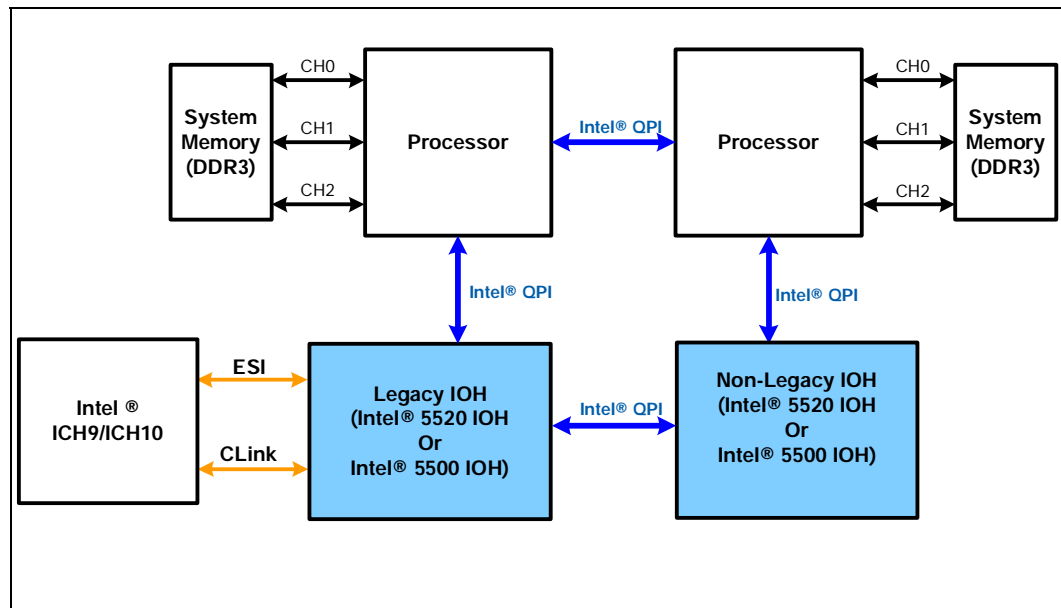 CH0
CH1
CH2
System
Memory
(DDR3)
Processor
Intel® QPI
Processor
CH0
CH1
CH2
System
Memory
(DDR3)
Intel® QPI
Intel® QPI
Intel ®
ICH9/ICH10
ESI
CLink
Legacy IOH
(Intel® 5520 IOH
Or
Intel® 5500 IOH)
Intel® QPI
Non-Legacy IOH
(Intel® 5520 IOH
Or
Intel® 5500 IOH)